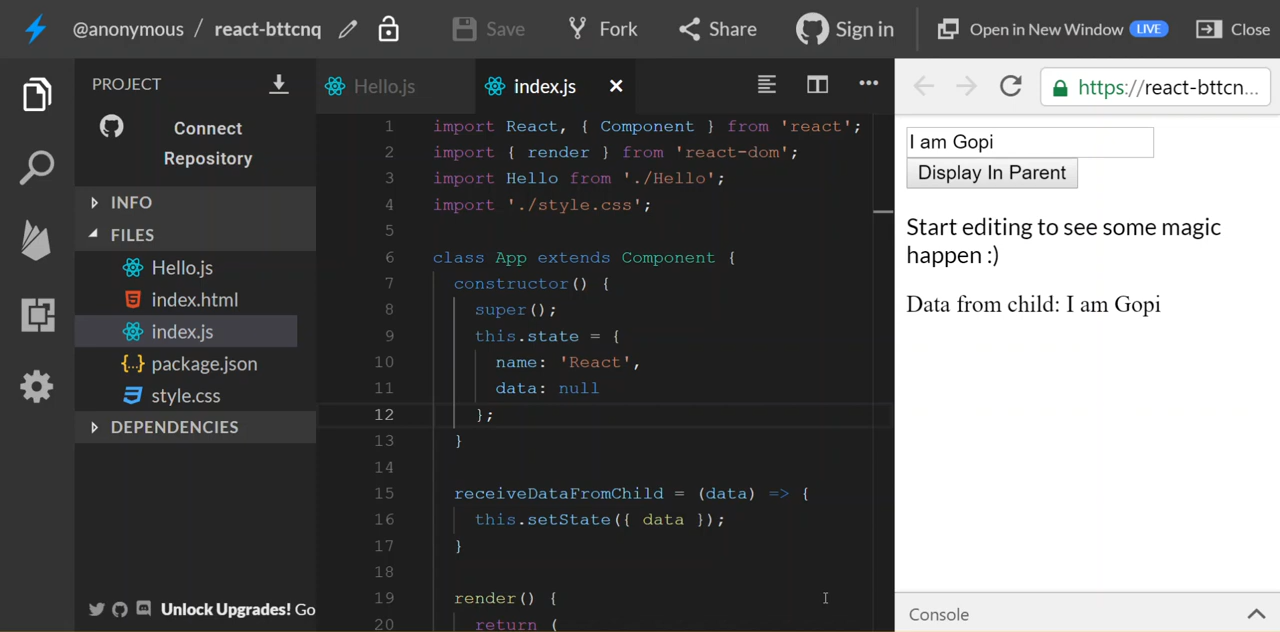 @anonymous / react-bttcnq Save Fork Share Sign in Open in New Window LIVE Close
PROJECT
Connect
Repository
INFO
FILES
Hello.js
index.html
index.js
package.json
style.css
DEPENDENCIES
Unlock Upgrades! Go
Hello.js index.js
1 import React, { Component } from 'react';
2 import { render } from 'react-dom';
3 import Hello from './Hello';
4 import './style.css';
5
6 class App extends Component {
7 constructor() {
8 super();
9 this.state = {
10 name: 'React',
11 data: null
12 };
13 }
14
15 receiveDataFromChild = (data) => {
16 this.setState({ data });
17 }
18
19 render() {
20 return (
https://react-bttcn...
I am Gopi
Display In Parent
Start editing to see some magic
happen :)
Data from child: I am Gopi
Console